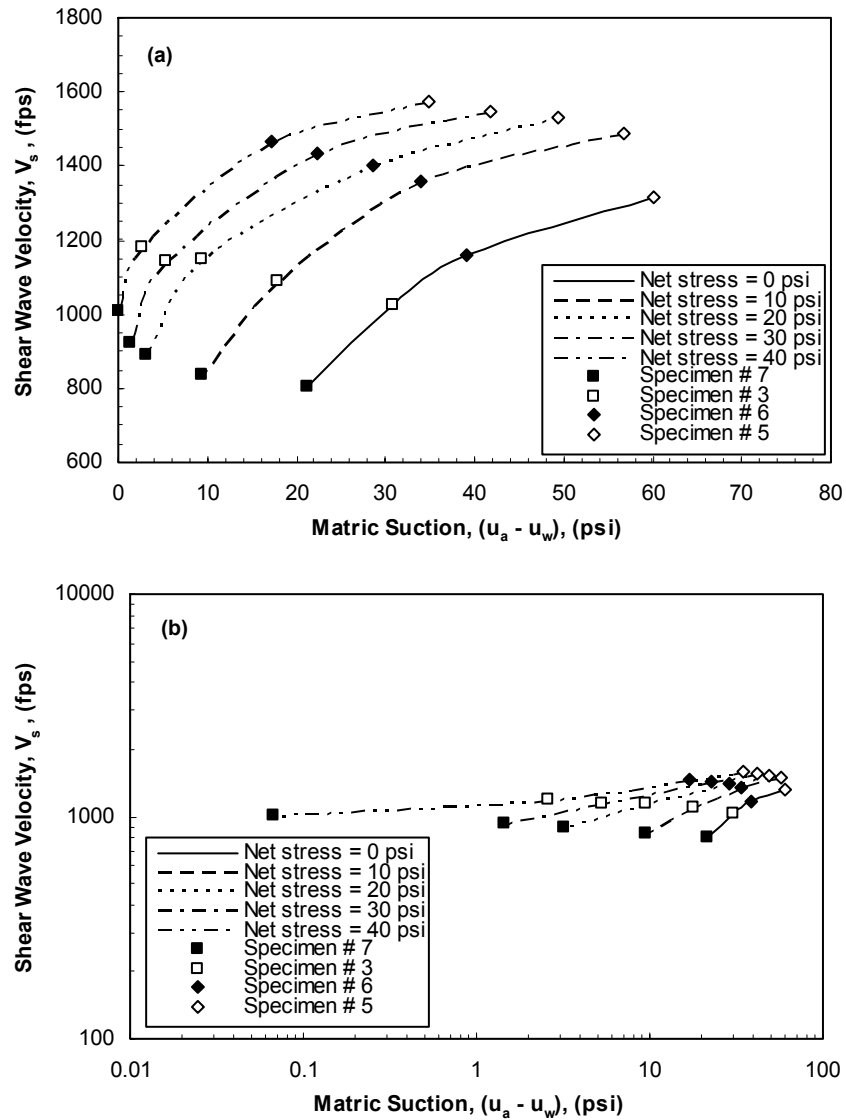 1800
1600
1400
1200
1000
800
600
Shear Wave Velocity, Vs , (fps)
(a)
Net stress = 0 psi
Net stress = 10 psi
Net stress = 20 psi
Net stress = 30 psi
Net stress = 40 psi
Specimen # 7
Specimen # 3
Specimen # 6
Specimen # 5
0 10 20 30 40 50 60 70 80
Matric Suction, (ua - uw), (psi)
10000
1000
100
Shear Wave Velocity, Vs , (fps)
(b)
Net stress = 0 psi
Net stress = 10 psi
Net stress = 20 psi
Net stress = 30 psi
Net stress = 40 psi
Specimen # 7
Specimen # 3
Specimen # 6
Specimen # 5
0.01 0.1 1 10 100
Matric Suction, (ua - uw), (psi)